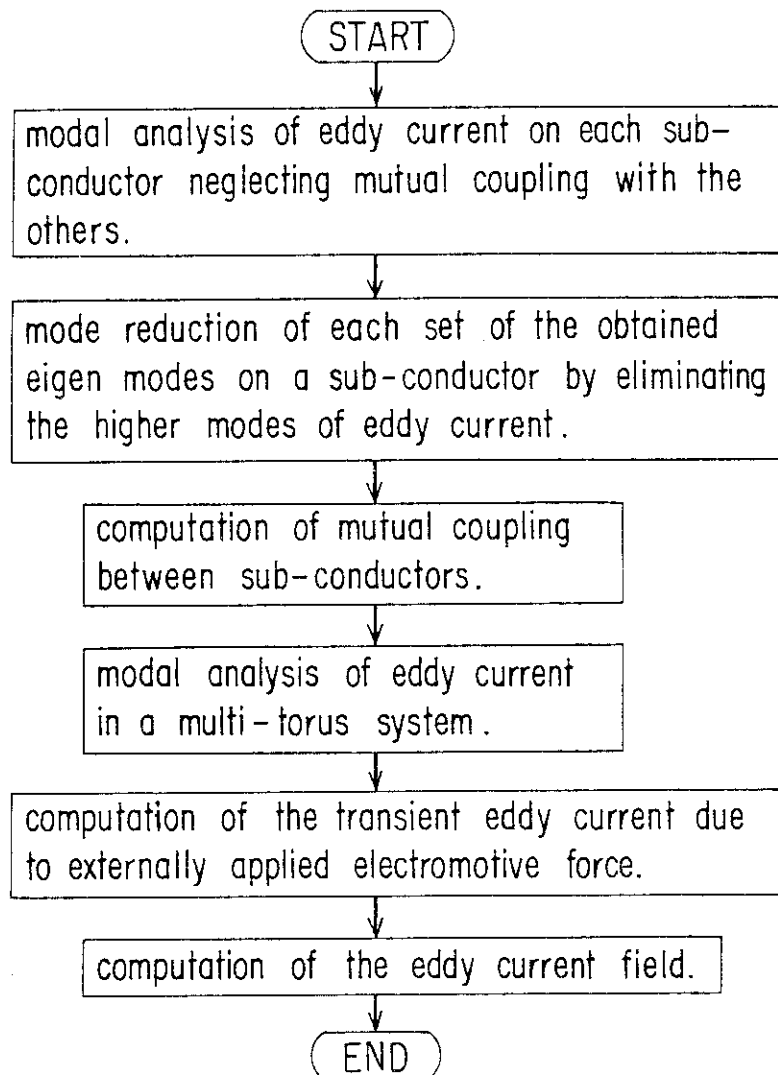 START
modal analysis of eddy current on each sub-
conductor neglecting mutual coupling with the
others.
mode reduction of each set of the obtained
eigen modes on a sub-conductor by eliminating
the higher modes of eddy current.
computation of mutual coupling
between sub-conductors.
modal analysis of eddy current
in a multi-torus system.
computation of the transient eddy current due
to externally applied electromotive force.
computation of the eddy current field.
END